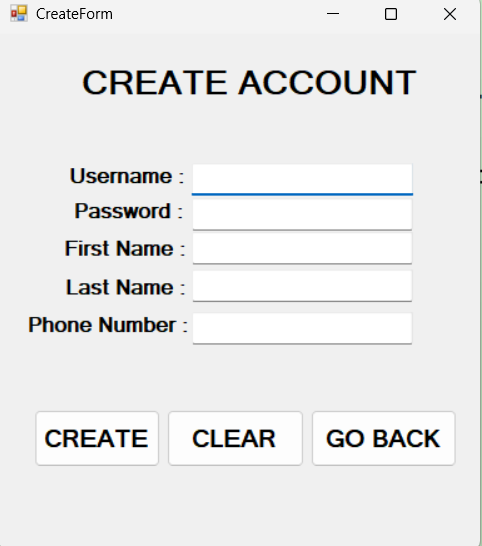 CreateForm
CREATE ACCOUNT
Username :
Password :
First Name :
Last Name :
Phone Number :
CREATE CLEAR GO BACK